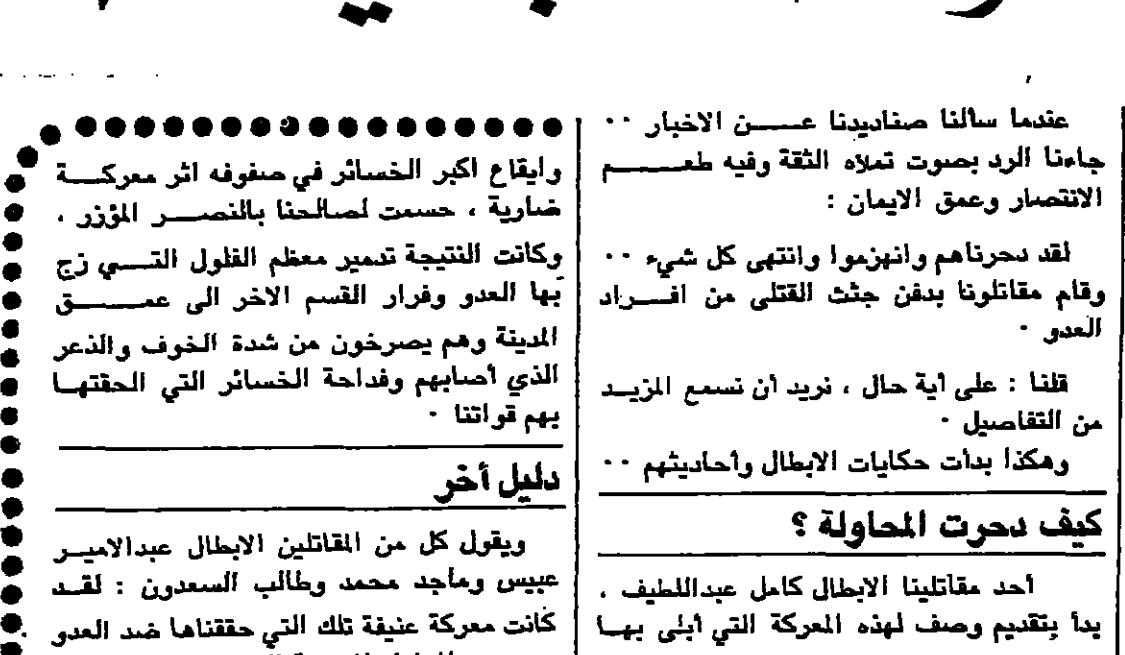 عندما سألنا صناديدنا عن الاخبار ..
جاءنا الرد بصوت تملاه الثقة وفيه طعم
الانتصار وعمق الايمان :
لقد دحرناهم وانهزموا وانتهى كل شيء ..
وقام مقاتلونا بدفن جثث القتلى من افراد
العدو .
قلنا : على أية حال ، نريد أن نسمع المزيد
من التفاصيل .
وهكذا بدأت حكايات الابطال وأحاديثهم ..
كيف دحرت المحاولة ؟
أحد مقاتلينا الابطال كامل عبداللطيف ،
بدأ بتقديم وصف لهذه المعركة التي أبلى بها
وايقاع اكبر الخسائر في صفوفه اثر معركة
ضارية ، حسمت لصالحنا بالنصر المؤزر .
وكانت النتيجة تدمير معظم الفلول التي زج
بها العدو وفرار القسم الاخر الى عمق
المدينة وهم يصرخون من شدة الخوف والذعر
الذي أصابهم وفداحة الخسائر التي الحقتها
بهم قواتنا .
دليل أخر
ويقول كل من المقاتلين الابطال عبدالامير
عبيس وماجد محمد وطالب السعدون : لقد
كانت معركة عنيفة تلك التي حققناها ضد العدو